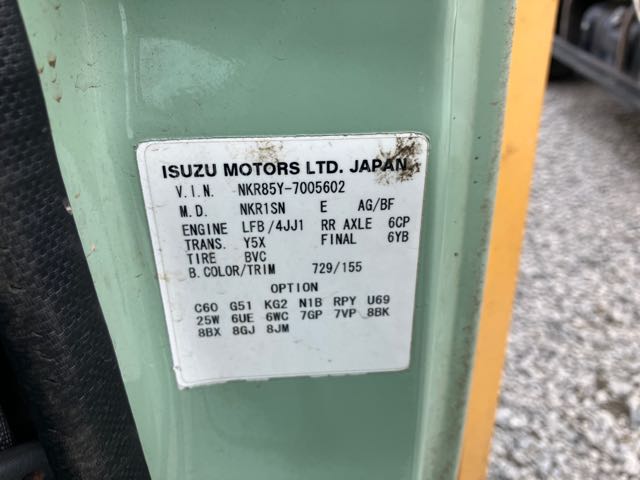 ISUZU MOTORS LTD. JAPAN
V.I.N. NKR85Y-7005602
M.D. NKR1SN E AG/BF
ENGINE LFB/4JJ1 RR AXLE 6CP
TRANS. Y5X FINAL 6YB
TIRE BVC
B.COLOR/TRIM 729/155
OPTION
C60 G51 KG2 N1B RPY U69
25W 6UE 6WC 7GP 7VP 8BK
8BX 8GJ 8JM